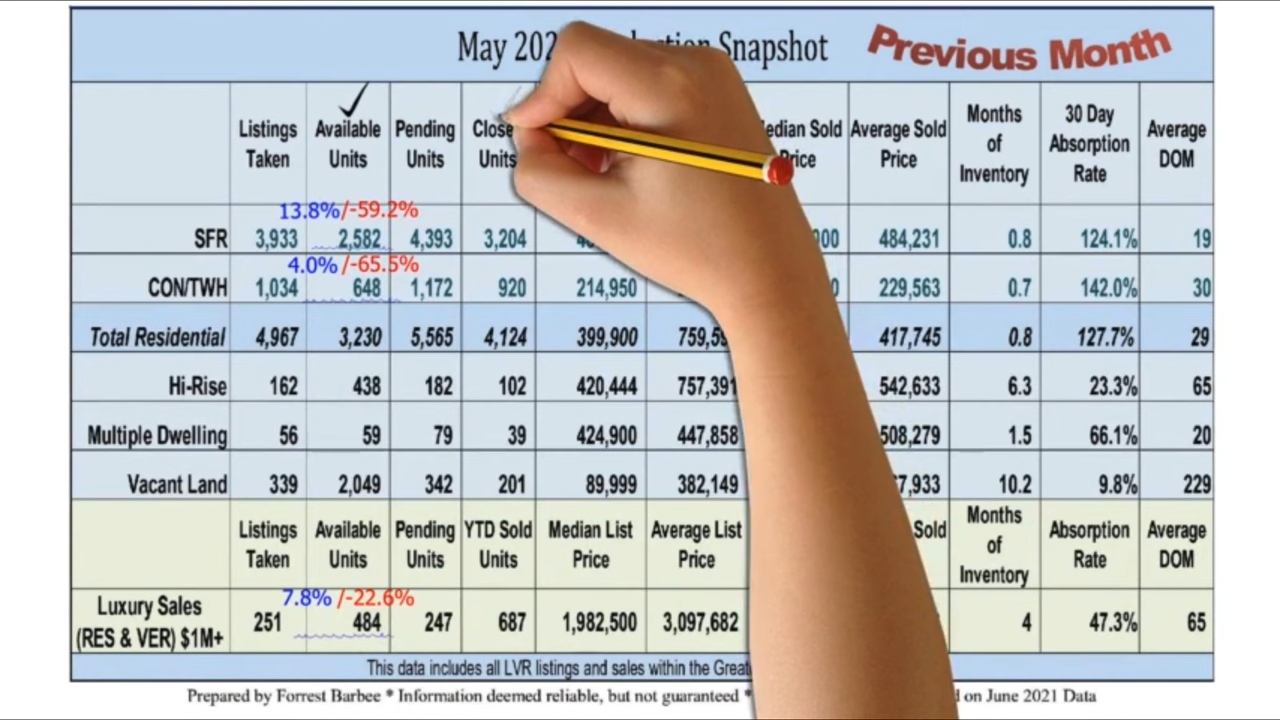 May 202 Snapshot
Previous Month
Listings Taken Available Units Pending Units Units Price Average Sold Price Months of Inventory 30 Day Absorption Rate Average DOM
13.8%/-59.2%
SFR 3,933 2,582 4,393 3,204 484,231 0.8 124.1% 19
4.0% /-65.5%
CON/TWH 1,034 648 1,172 920 214,950 229,563 0.7 142.0% 30
Total Residential 4,967 3,230 5,565 4,124 399,900 417,745 0.8 127.7% 29
Hi-Rise 162 438 182 102 420,444 757,391 542,633 6.3 23.3% 65
Multiple Dwelling 56 59 79 39 424,900 447,858 508,279 1.5 66.1% 20
Vacant Land 339 2,049 342 201 89,999 382,149 10.2 9.8% 229
Listings Taken Available Units Pending Units YTD Sold Units Median List Price Average List Price Sold Months of Inventory Absorption Rate Average DOM
7.8% /-22.6%
Luxury Sales (RES & VER) $1M+ 251 484 247 687 1,982,500 3,097,682 4 47.3% 65
This data includes all LVR listings and sales within the
Prepared by Forrest Barbee * Information deemed reliable, but not guaranteed * on June 2021 Data